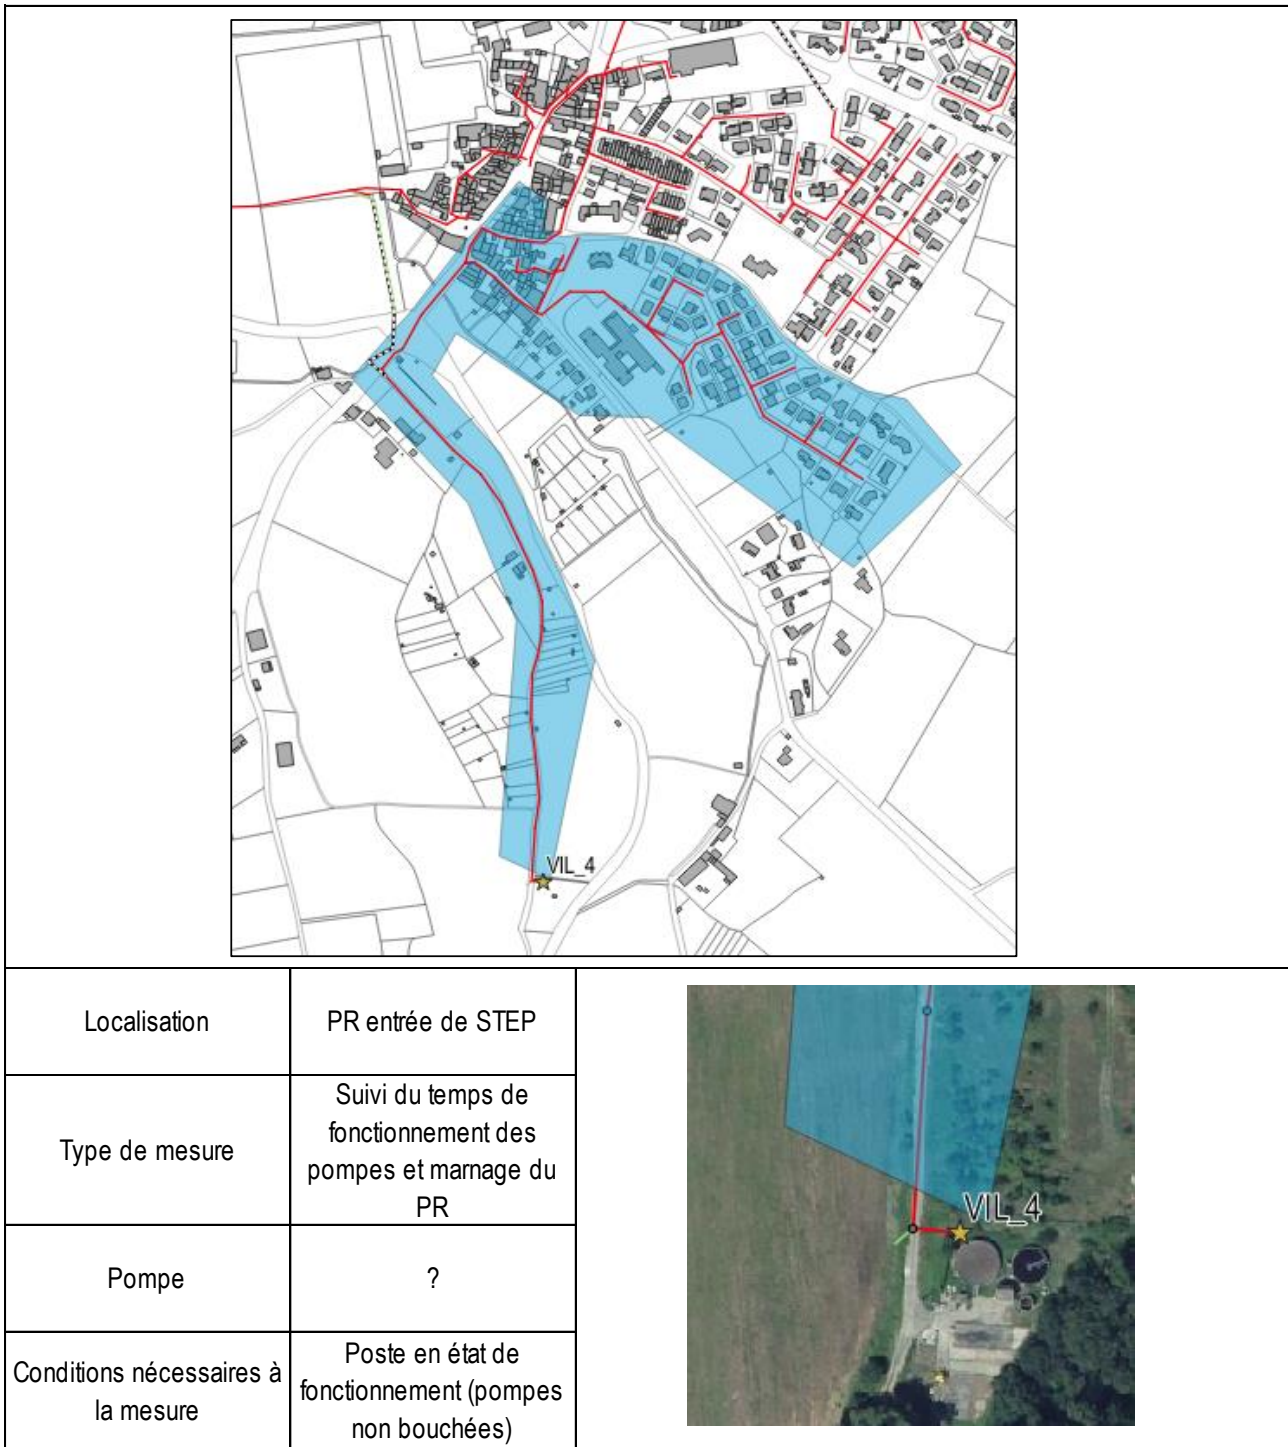 VIL_4
Localisation
PR entrée de STEP
Type de mesure
Suivi du temps de
fonctionnement des
pompes et marnage du
PR
Pompe
?
Conditions nécessaires à
la mesure
Poste en état de
fonctionnement (pompes
non bouchées)
VIL_4